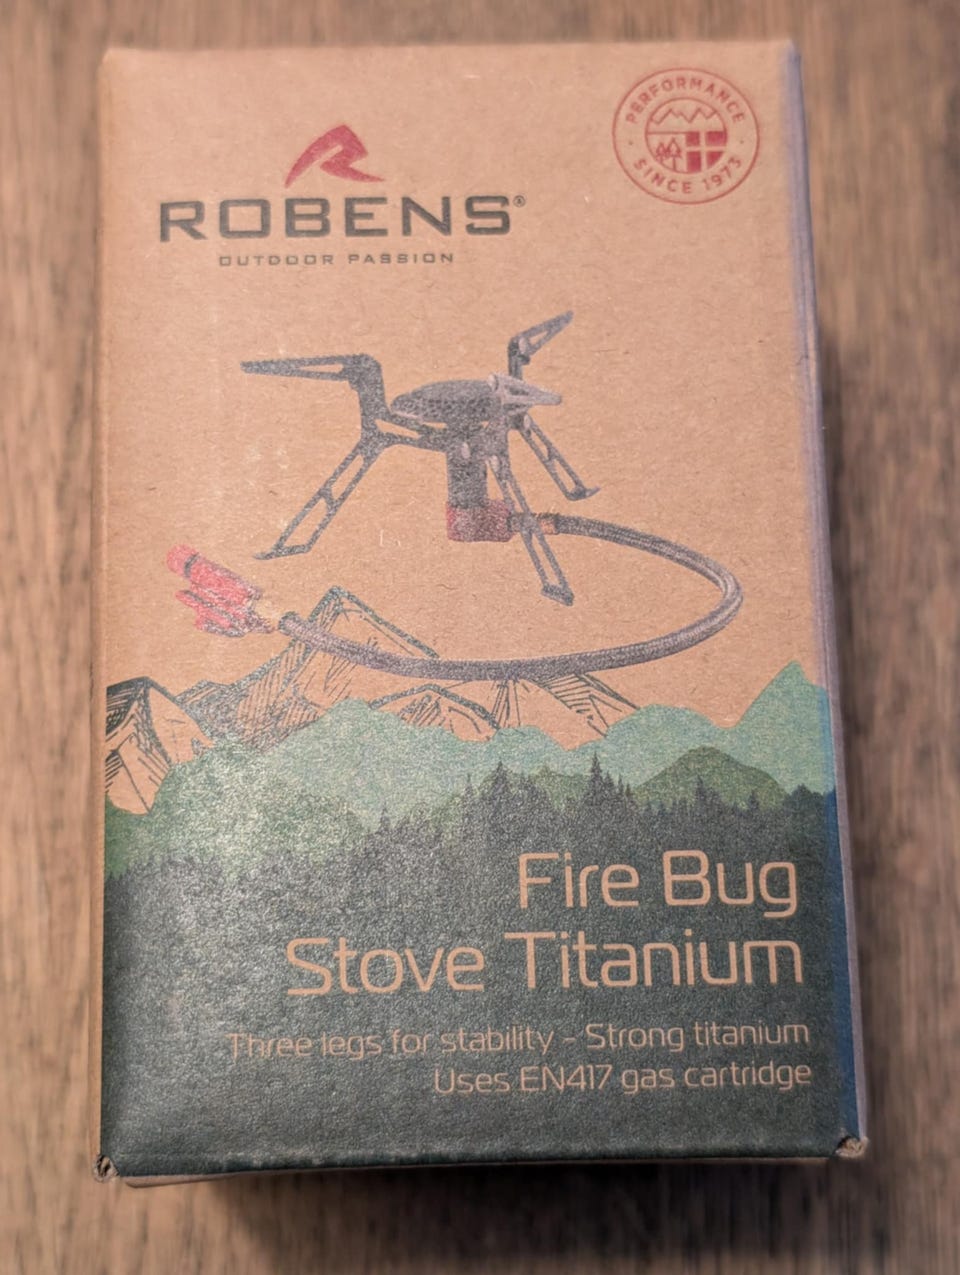 PERFORMANCE
SINCE 1973
ROBENS®
OUTDOOR PASSION
Fire Bug
Stove Titanium
Three legs for stability – Strong titanium
Uses EN417 gas cartridge